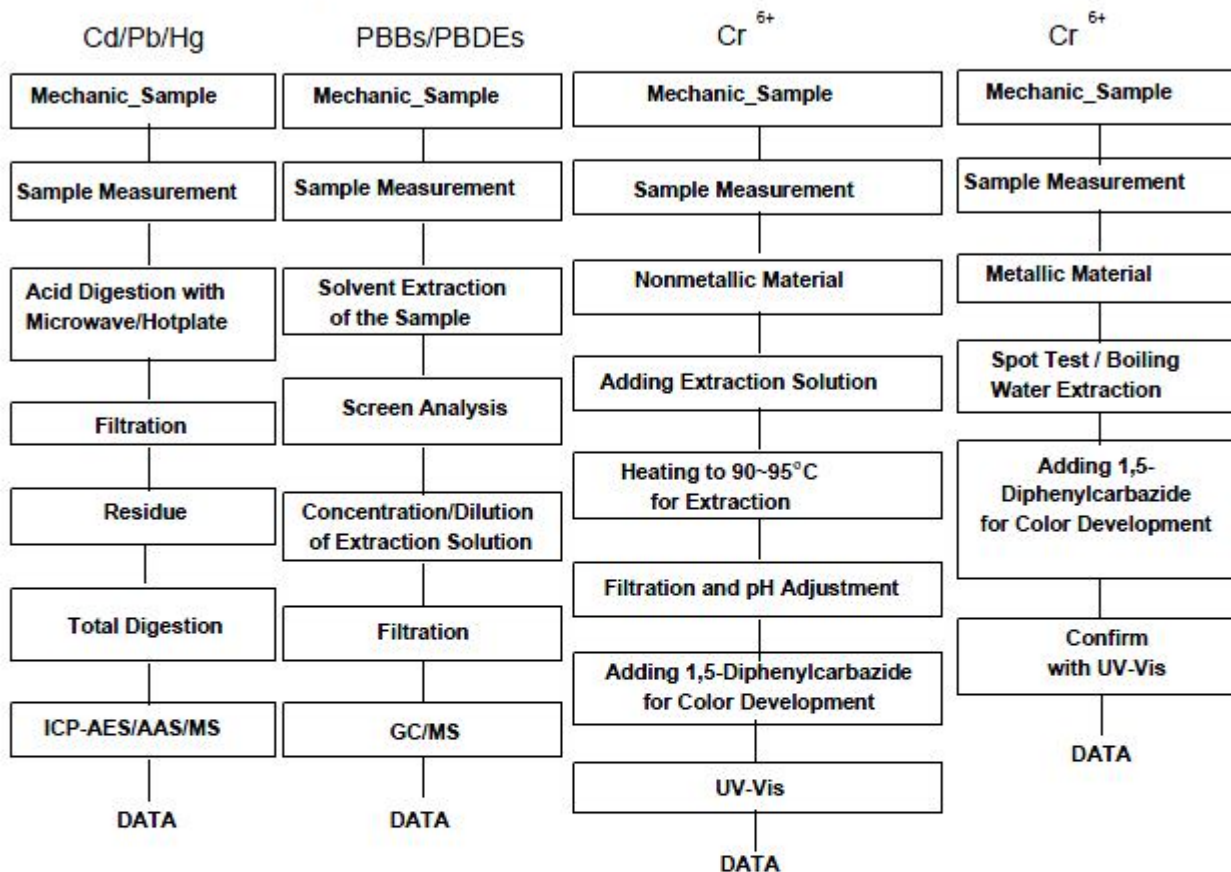 Cd/Pb/Hg
Mechanic_Sample
Sample Measurement
Acid Digestion with
Microwave/Hotplate
Filtration
Residue
Total Digestion
ICP-AES/AAS/MS
DATA
PBBs/PBDEs
Mechanic_Sample
Sample Measurement
Solvent Extraction
of the Sample
Screen Analysis
Concentration/Dilution
of Extraction Solution
Filtration
GC/MS
DATA
Cr 6+
Mechanic_Sample
Sample Measurement
Nonmetallic Material
Adding Extraction Solution
Heating to 90~95°C
for Extraction
Filtration and pH Adjustment
Adding 1,5-Diphenylcarbazide
for Color Development
UV-Vis
DATA
Cr 6+
Mechanic_Sample
Sample Measurement
Metallic Material
Spot Test / Boiling
Water Extraction
Adding 1,5-
Diphenylcarbazide
for Color Development
Confirm
with UV-Vis
DATA